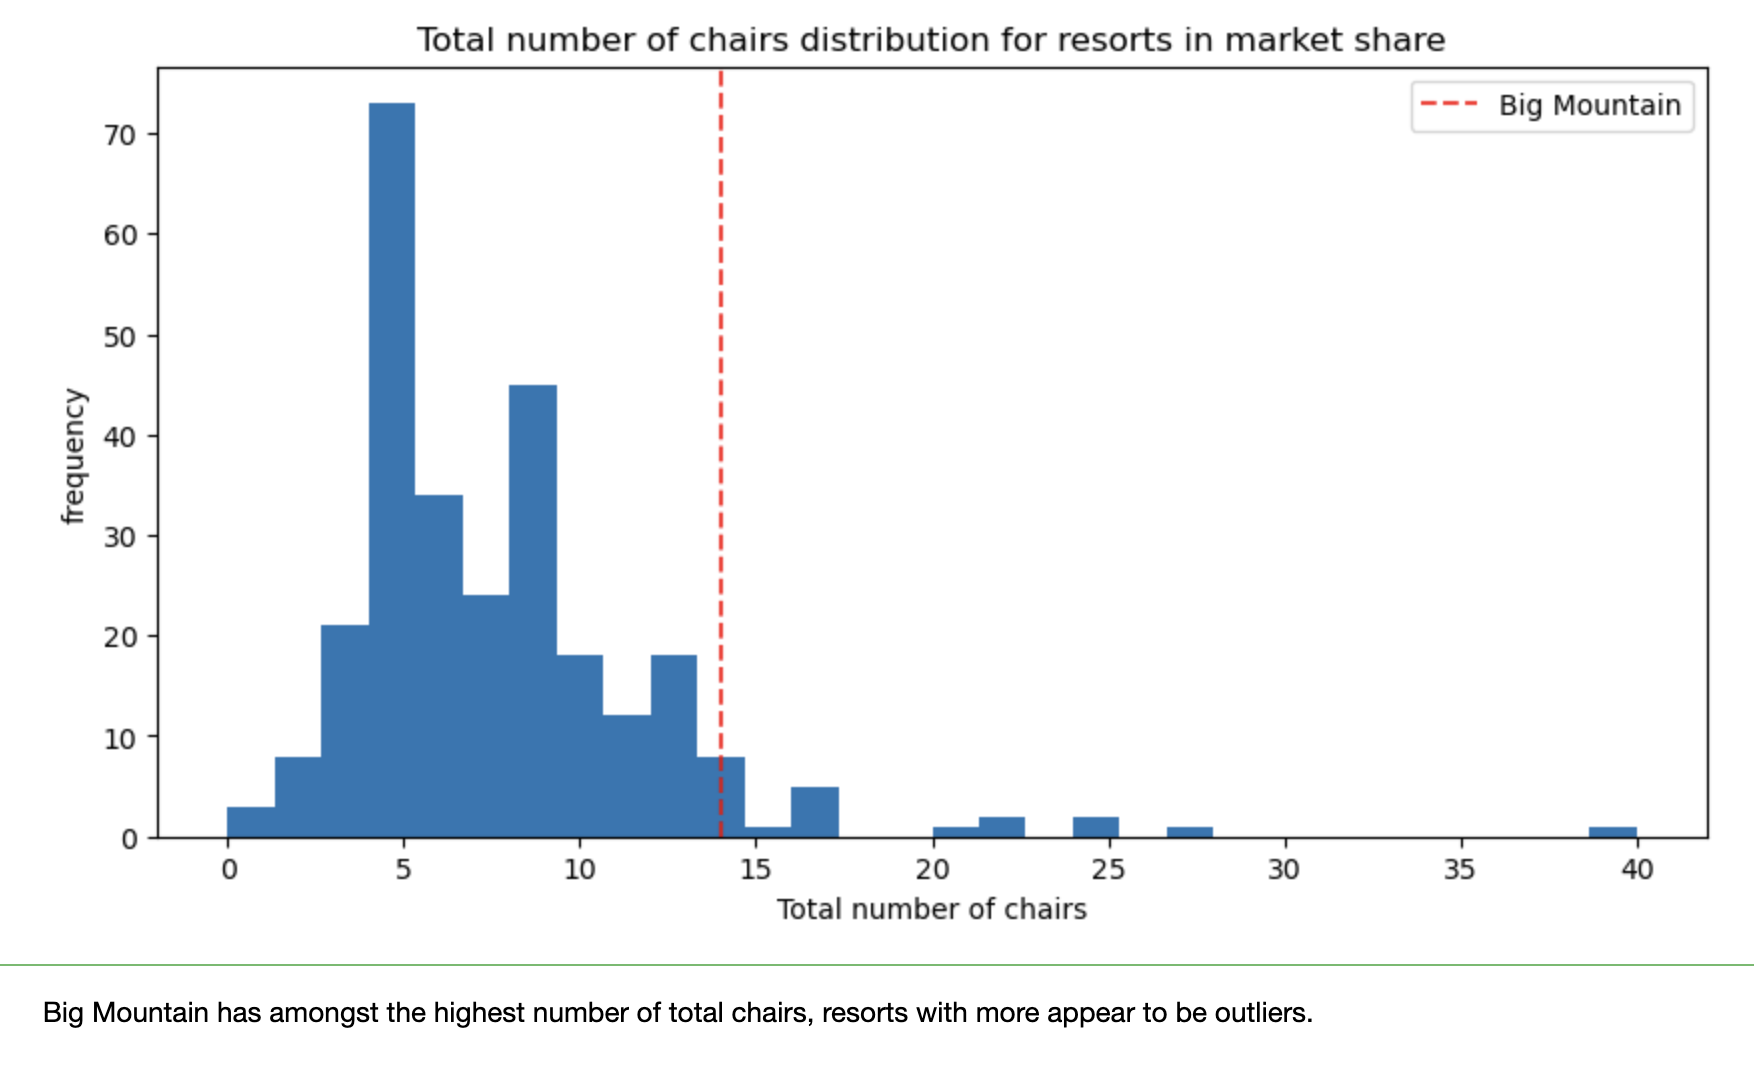 Total number of chairs distribution for resorts in market share
Big Mountain
70
60
50
40
30
20
10
0
frequency
0 5 10 15 20 25 30 35 40
Total number of chairs
Big Mountain has amongst the highest number of total chairs, resorts with more appear to be outliers.